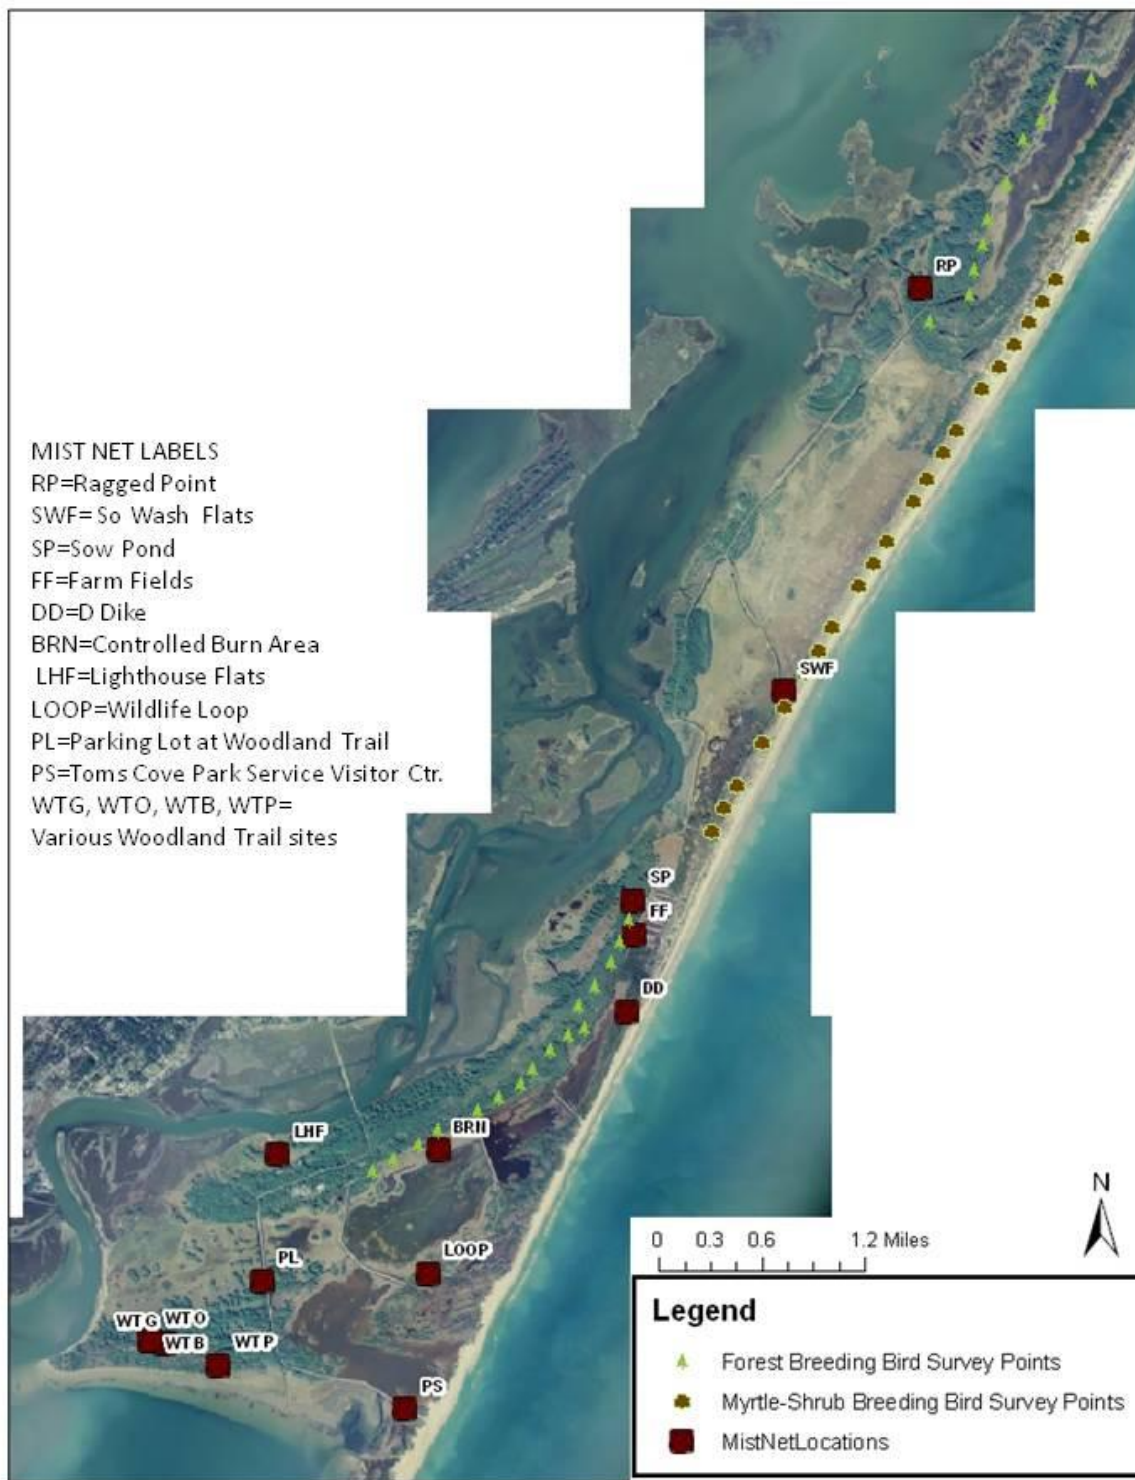 RP
MIST NET LABELS
RP=Ragged Point
SWF= So Wash Flats
SP=Sow Pond
FF=Farm Fields
DD=D Dike
BRN=Controlled Burn Area
LHF=Lighthouse Flats
LOOP=Wildlife Loop
PL=Parking Lot at Woodland Trail
PS=Toms Cove Park Service Visitor Ctr.
WTG, WTO, WTB, WTP=
Various Woodland Trail sites
SWF
SP
FF
DD
BRN
LHF
LOOP
PL
WTG WTO
WTB WTP
PS
N
0 0.3 0.6 1.2 Miles
Legend
Forest Breeding Bird Survey Points
Myrtle-Shrub Breeding Bird Survey Points
MistNetLocations